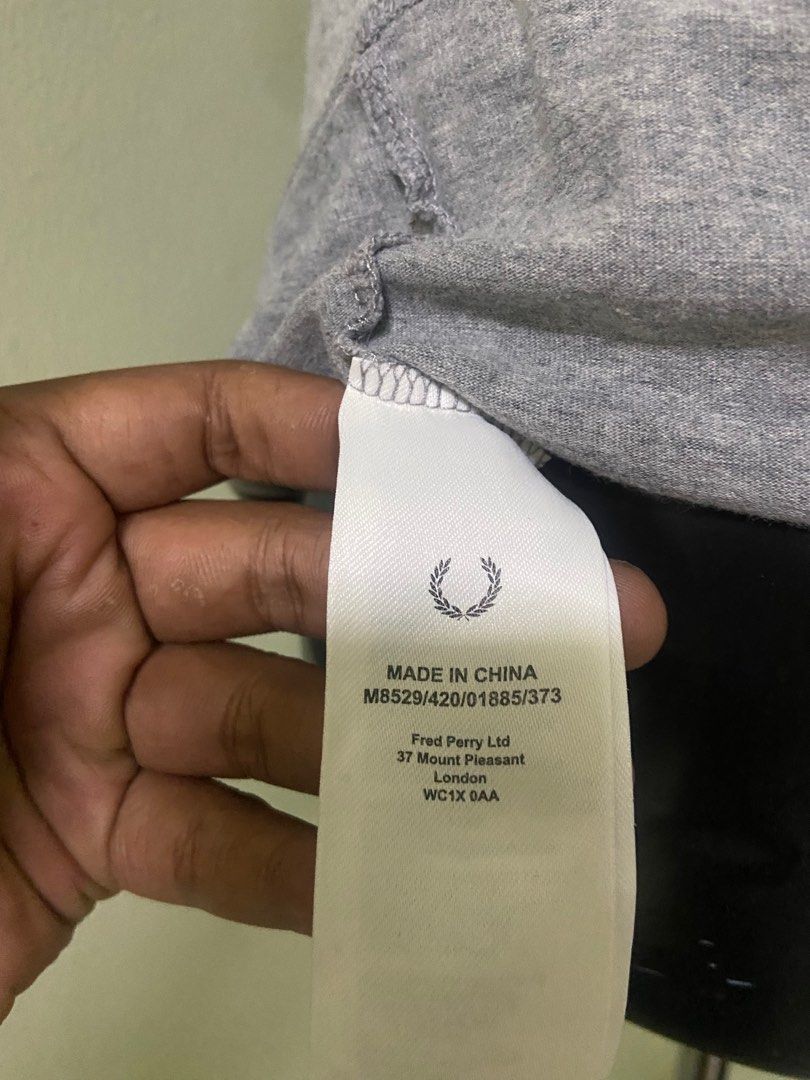 MADE IN CHINA
M8529/420/01885/373
Fred Perry Ltd
37 Mount Pleasant
London
WC1X 0AA